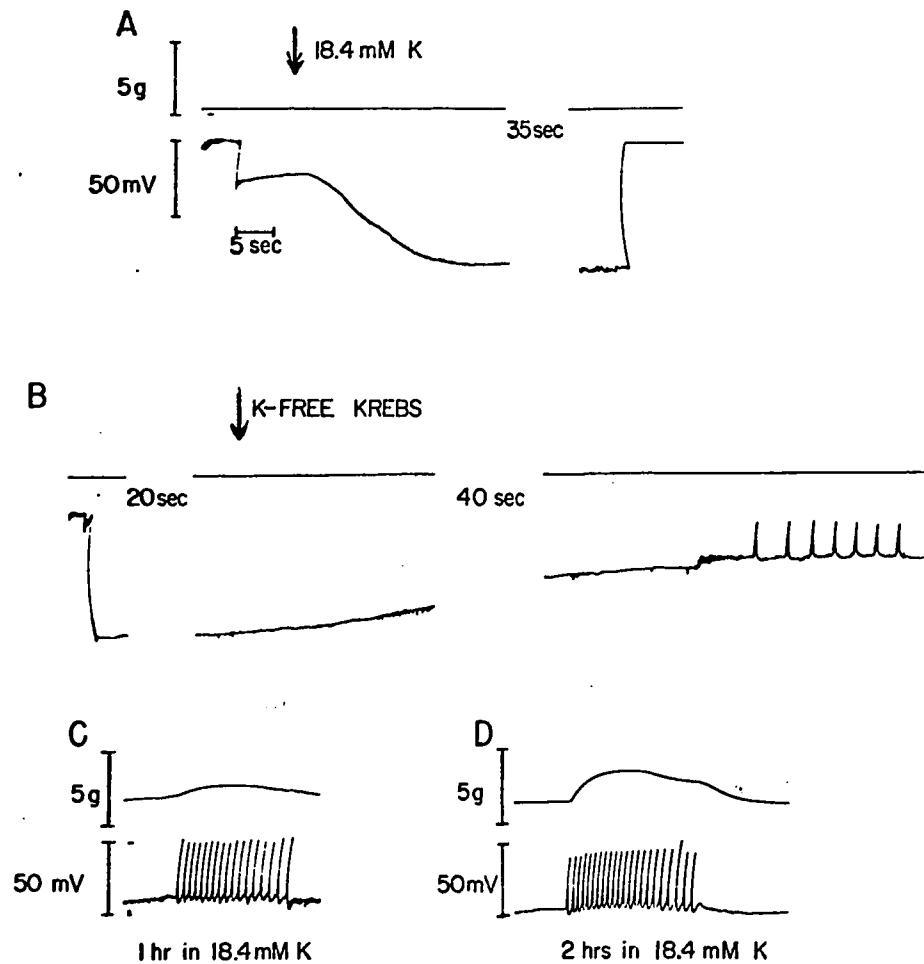 A
18.4 mM K
5g
35sec
50mV
5 sec
B
K-FREE KREBS
20sec
40 sec
C
D
5g
5g
50 mV
50mV
1 hr in 18.4 mM K
2 hrs in 18.4 mM K